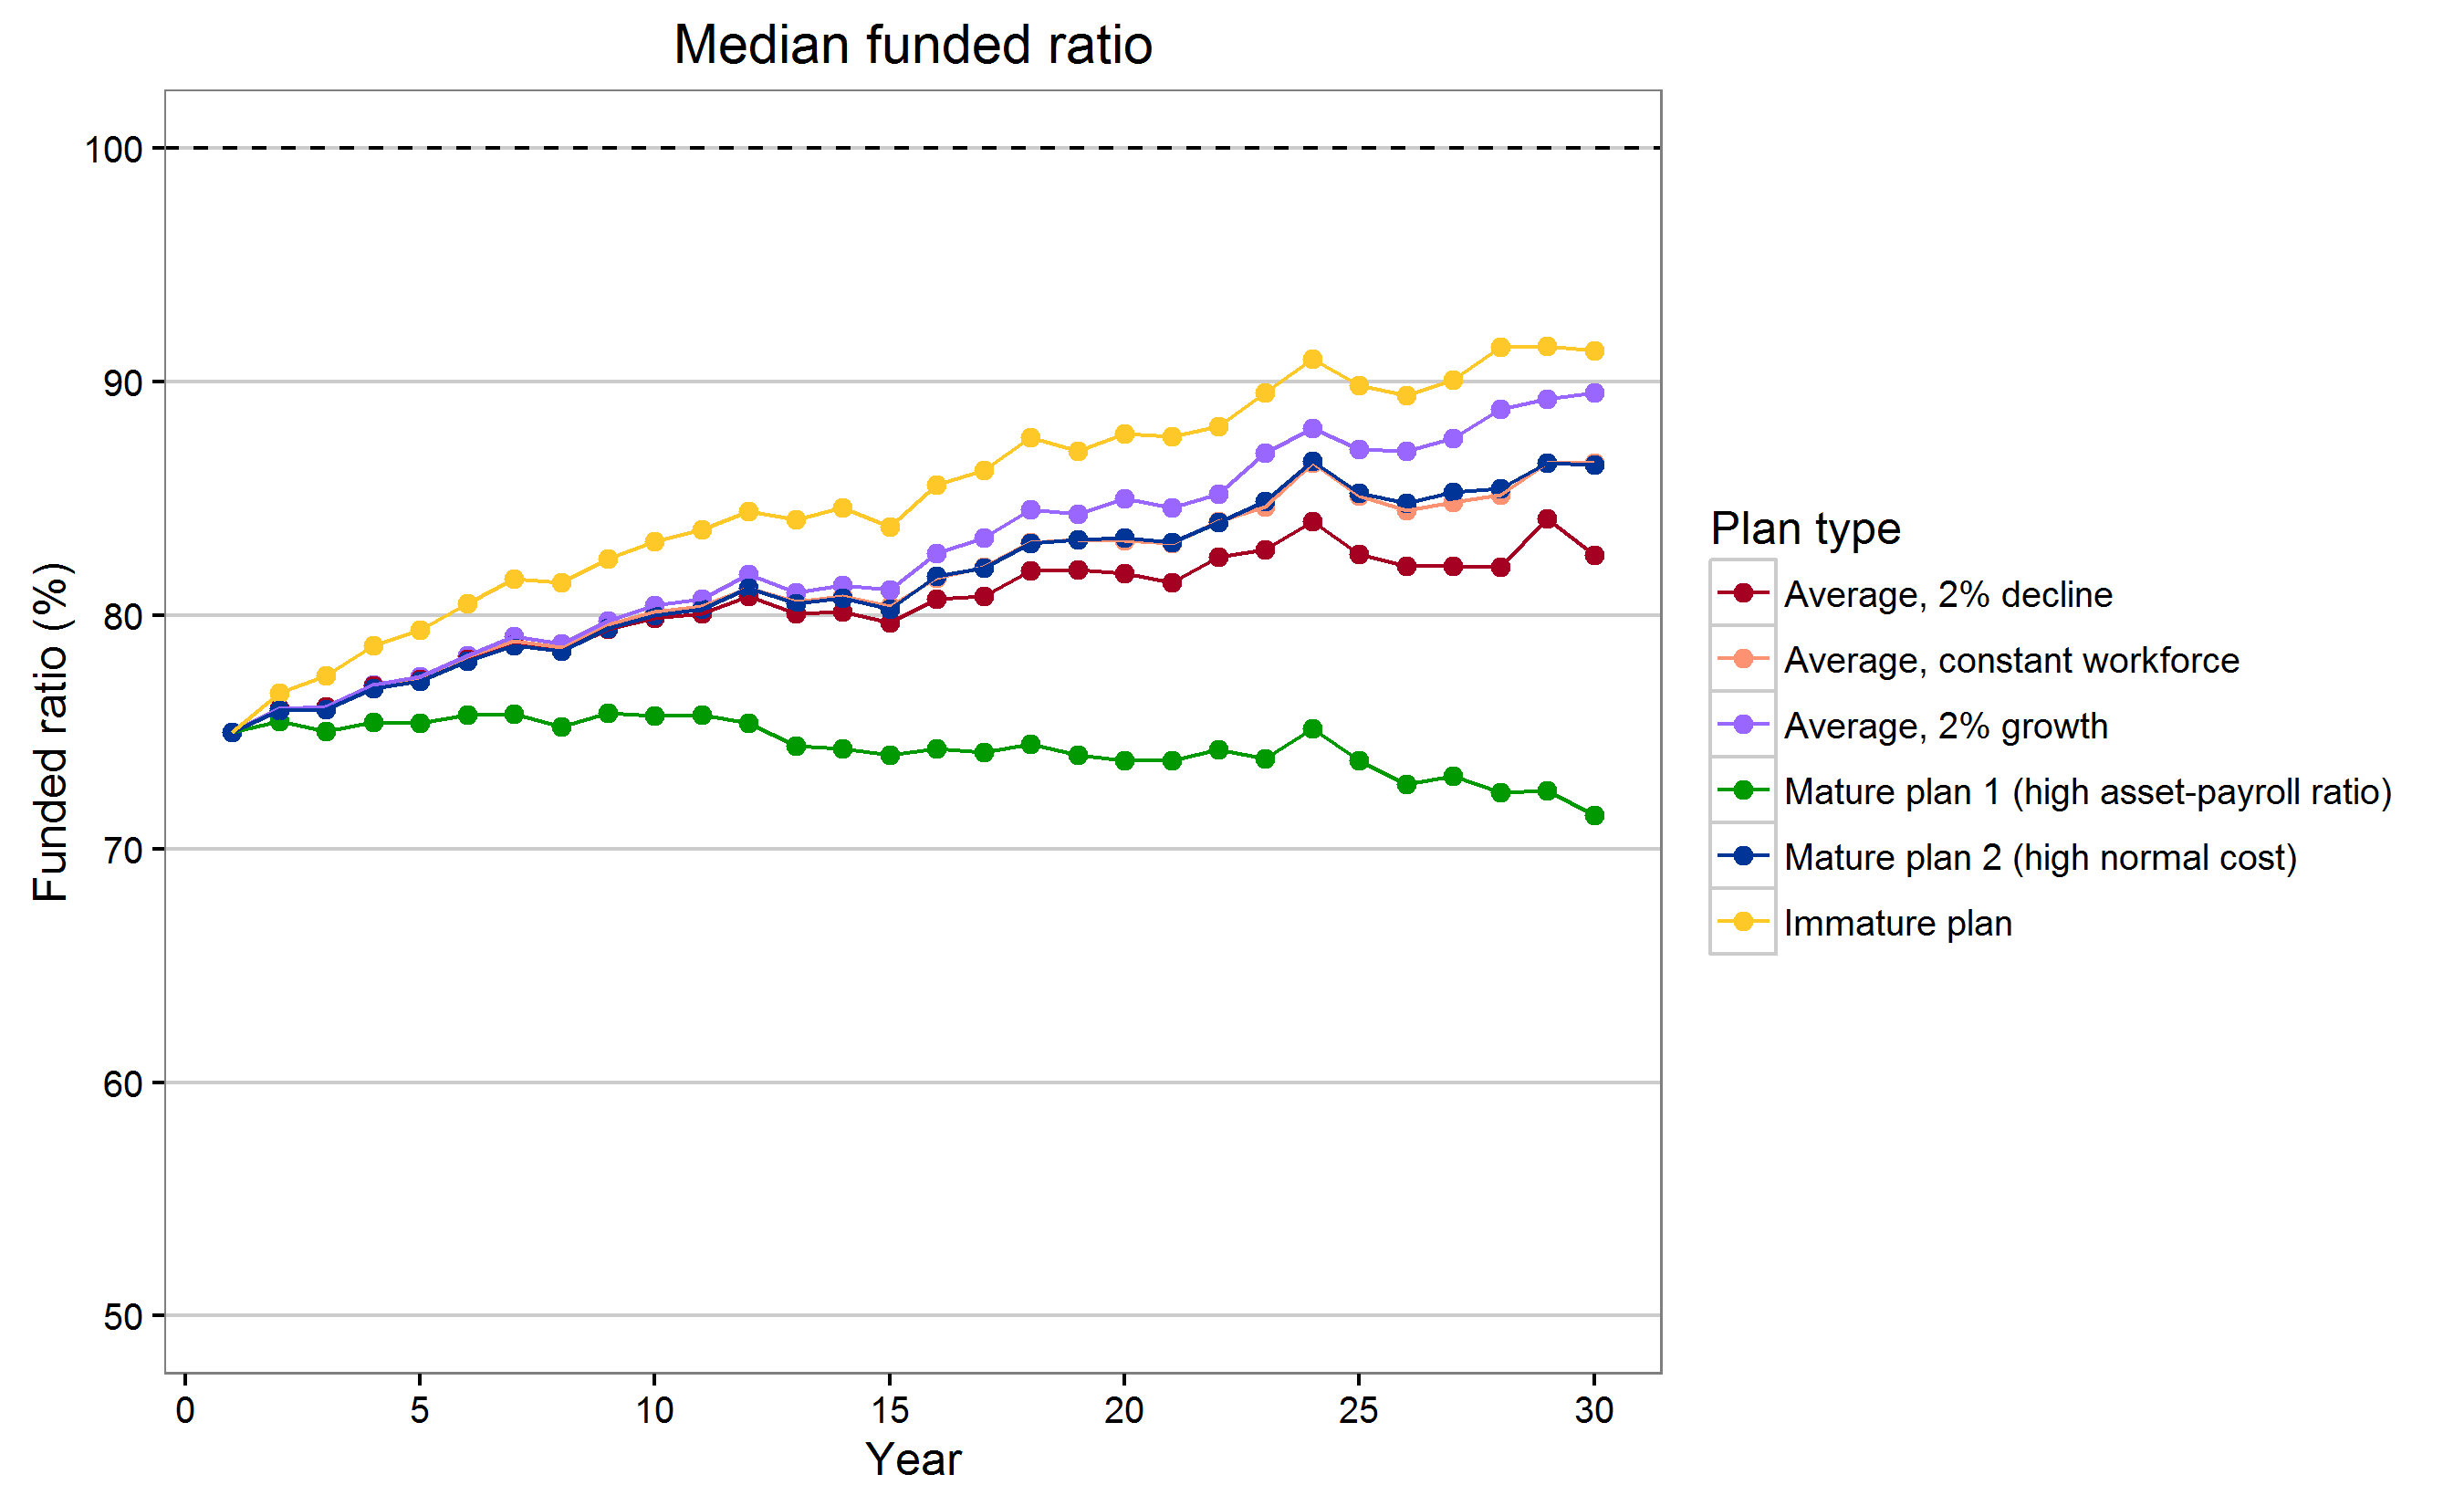 Median funded ratio
100
90
80
70
60
50
Funded ratio (%)
0 5 10 15 20 25 30
Year
Plan type
Average, 2% decline
Average, constant workforce
Average, 2% growth
Mature plan 1 (high asset-payroll ratio)
Mature plan 2 (high normal cost)
Immature plan